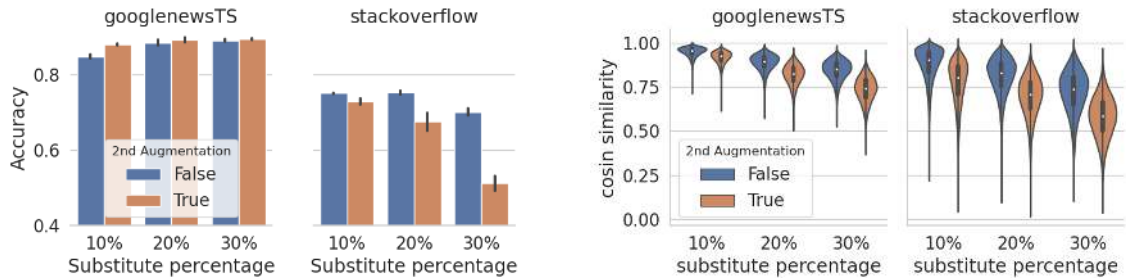 googlenewsTS
stackoverflow
Accuracy
0.8
0.6
0.4
2nd Augmentation
False
True
10% 20% 30%
Substitute percentage
10% 20% 30%
Substitute percentage
googlenewsTS
stackoverflow
cosin similarity
1.00
0.75
0.50
0.25
0.00
2nd Augmentation
False
True
10% 20% 30%
substitute percentage
10% 20% 30%
substitute percentage